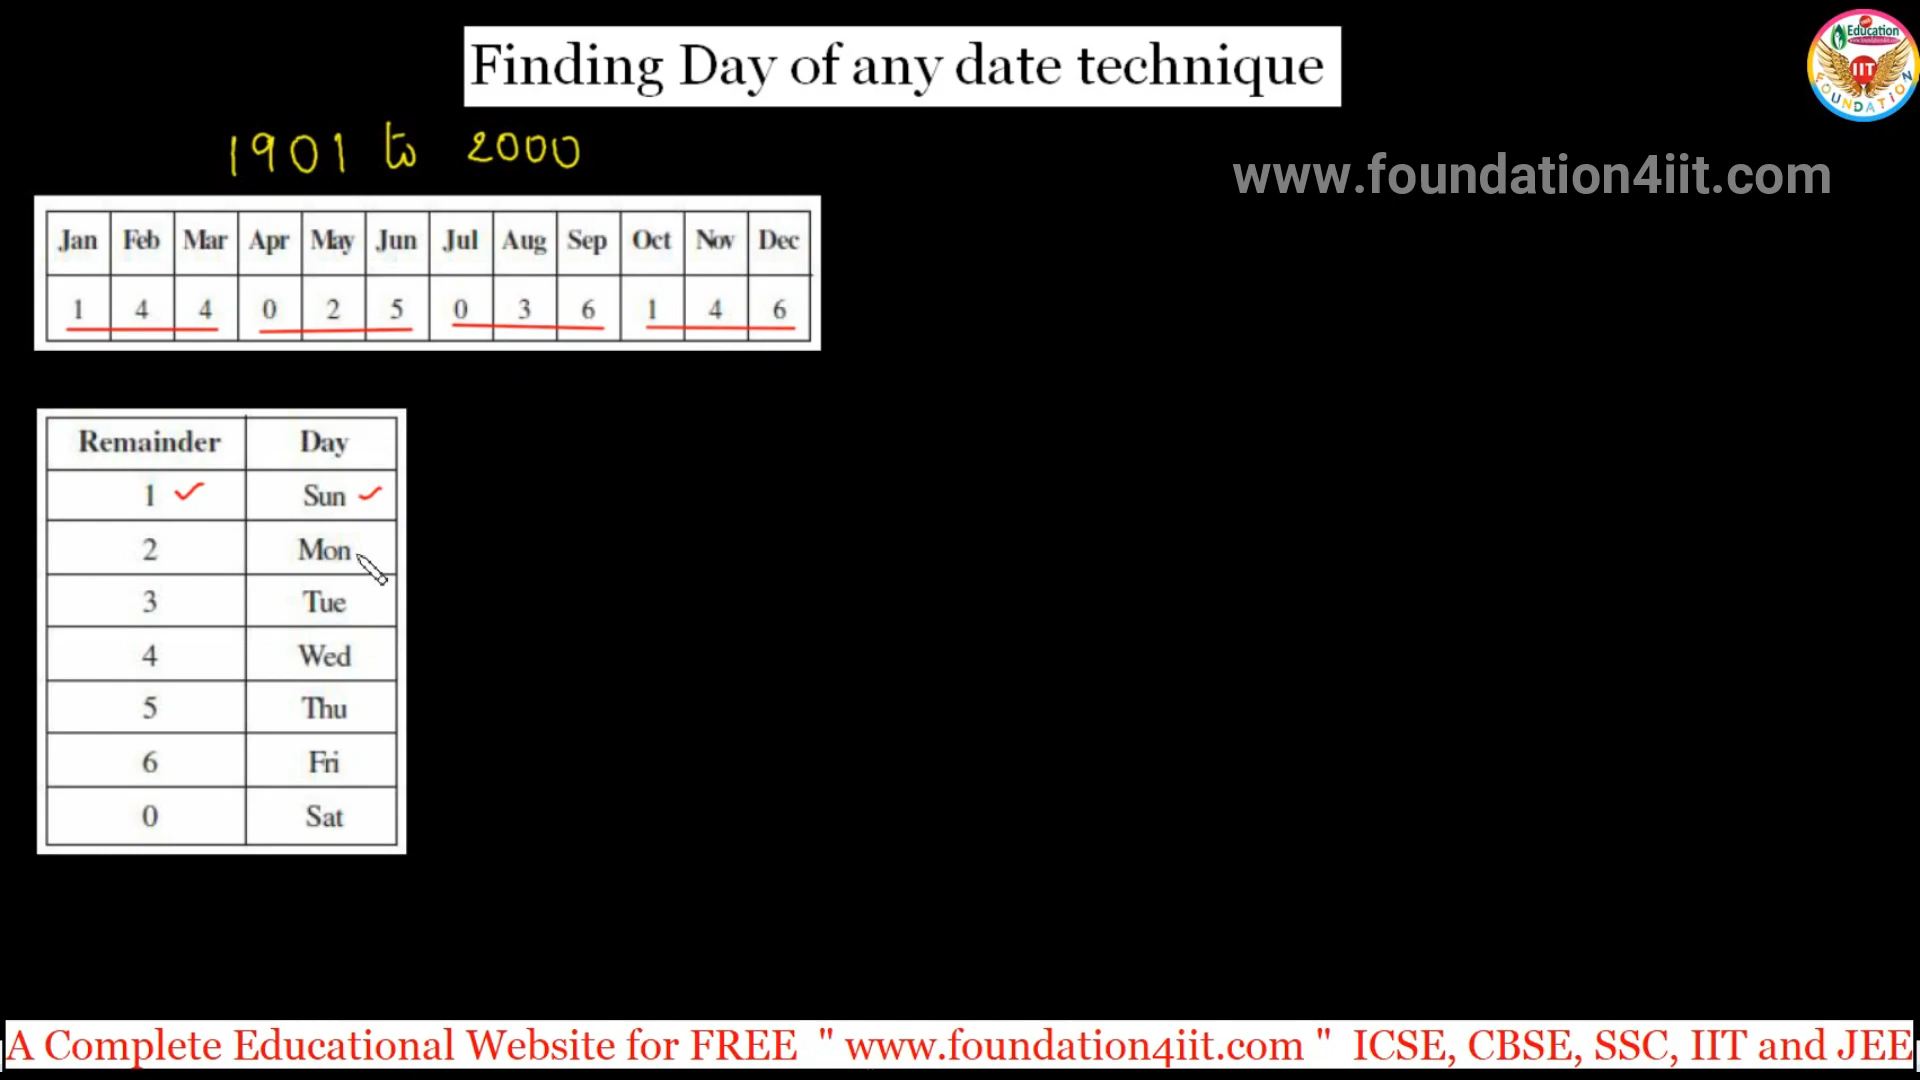 Finding Day of any date technique
Education
IIT
FOUNDATION
1901 to 2000
www.foundation4iit.com
Jan Feb Mar Apr May Jun Jul Aug Sep Oct Nov Dec
1 4 4 0 2 5 0 3 6 1 4 6
Remainder Day
1 Sun
2 Mon
3 Tue
4 Wed
5 Thu
6 Fri
0 Sat
A Complete Educational Website for FREE " www.foundation4iit.com " ICSE, CBSE, SSC, IIT and JEE